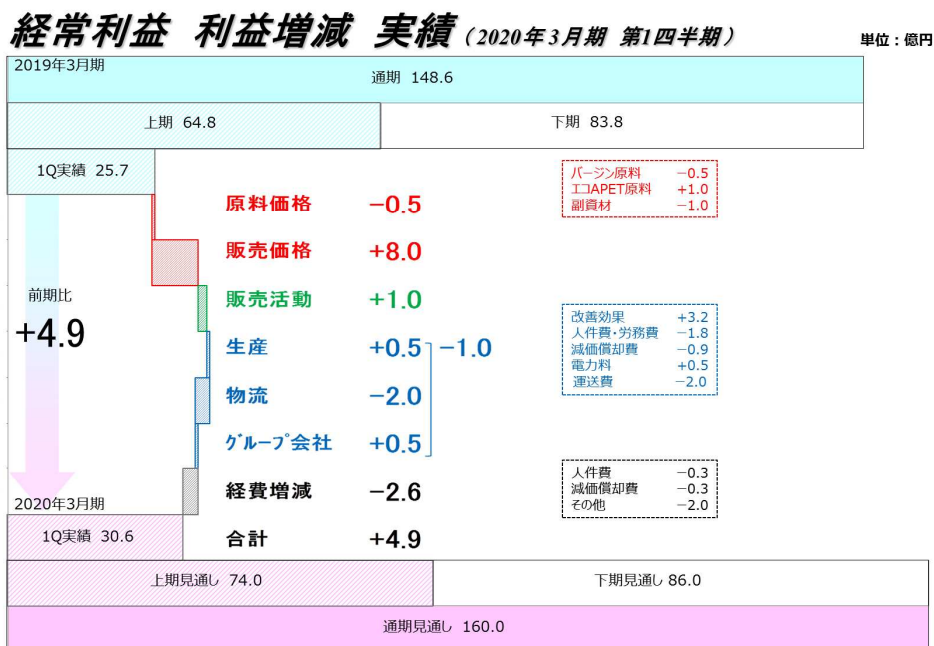 経常利益 利益増減 実績（2020年3月期 第1四半期）
単位：億円
2019年3月期
通期 148.6
上期 64.8
下期 83.8
1Q実績 25.7
原料価格 −0.5
バージン原料 −0.5
エコAPET原料 +1.0
副資材 −1.0
販売価格 +8.0
前期比
+4.9
販売活動 +1.0
生産 +0.5
−1.0
物流 −2.0
ｸﾞﾙｰﾌﾟ会社 +0.5
改善効果 +3.2
人件費・労務費 −1.8
減価償却費 −0.9
電力料 +0.5
運送費 −2.0
経費増減 −2.6
人件費 −0.3
減価償却費 −0.3
その他 −2.0
2020年3月期
1Q実績 30.6
合計 +4.9
上期見通し 74.0
下期見通し 86.0
通期見通し 160.0